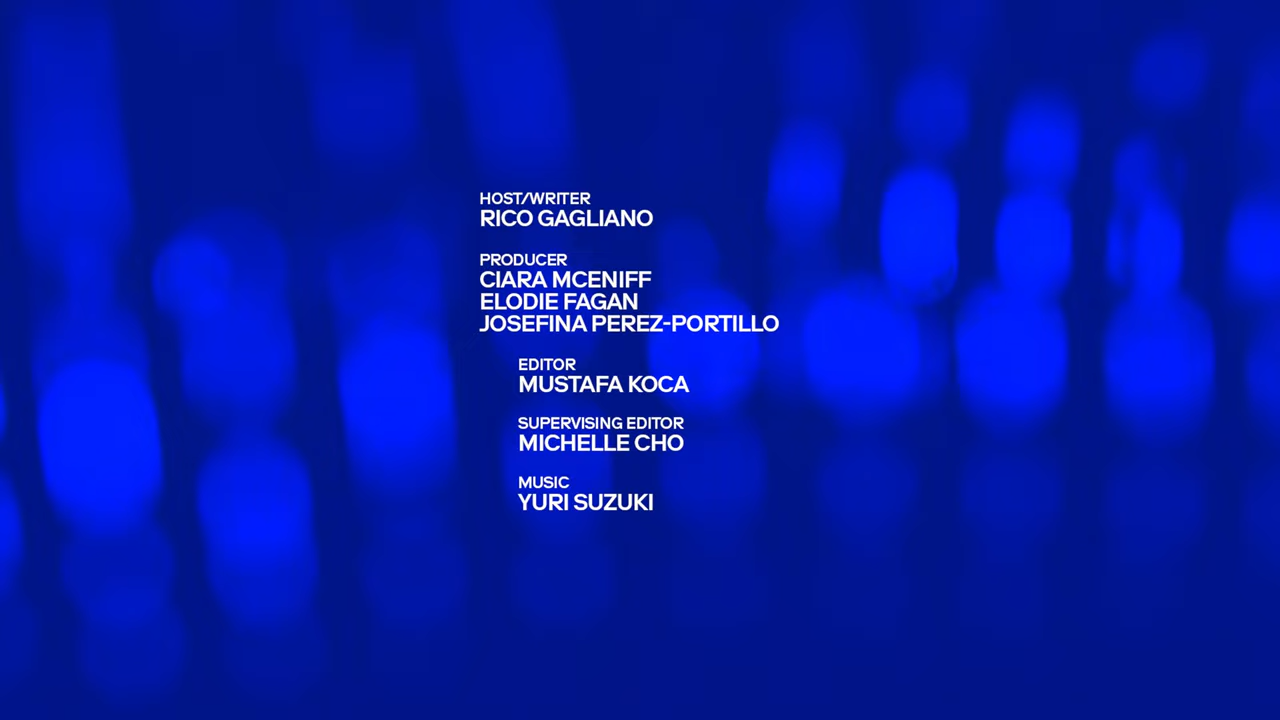 HOST/WRITER
RICO GAGLIANO
PRODUCER
CIARA MCENIFF
ELODIE FAGAN
JOSEFINA PEREZ-PORTILLO
EDITOR
MUSTAFA KOCA
SUPERVISING EDITOR
MICHELLE CHO
MUSIC
YURI SUZUKI